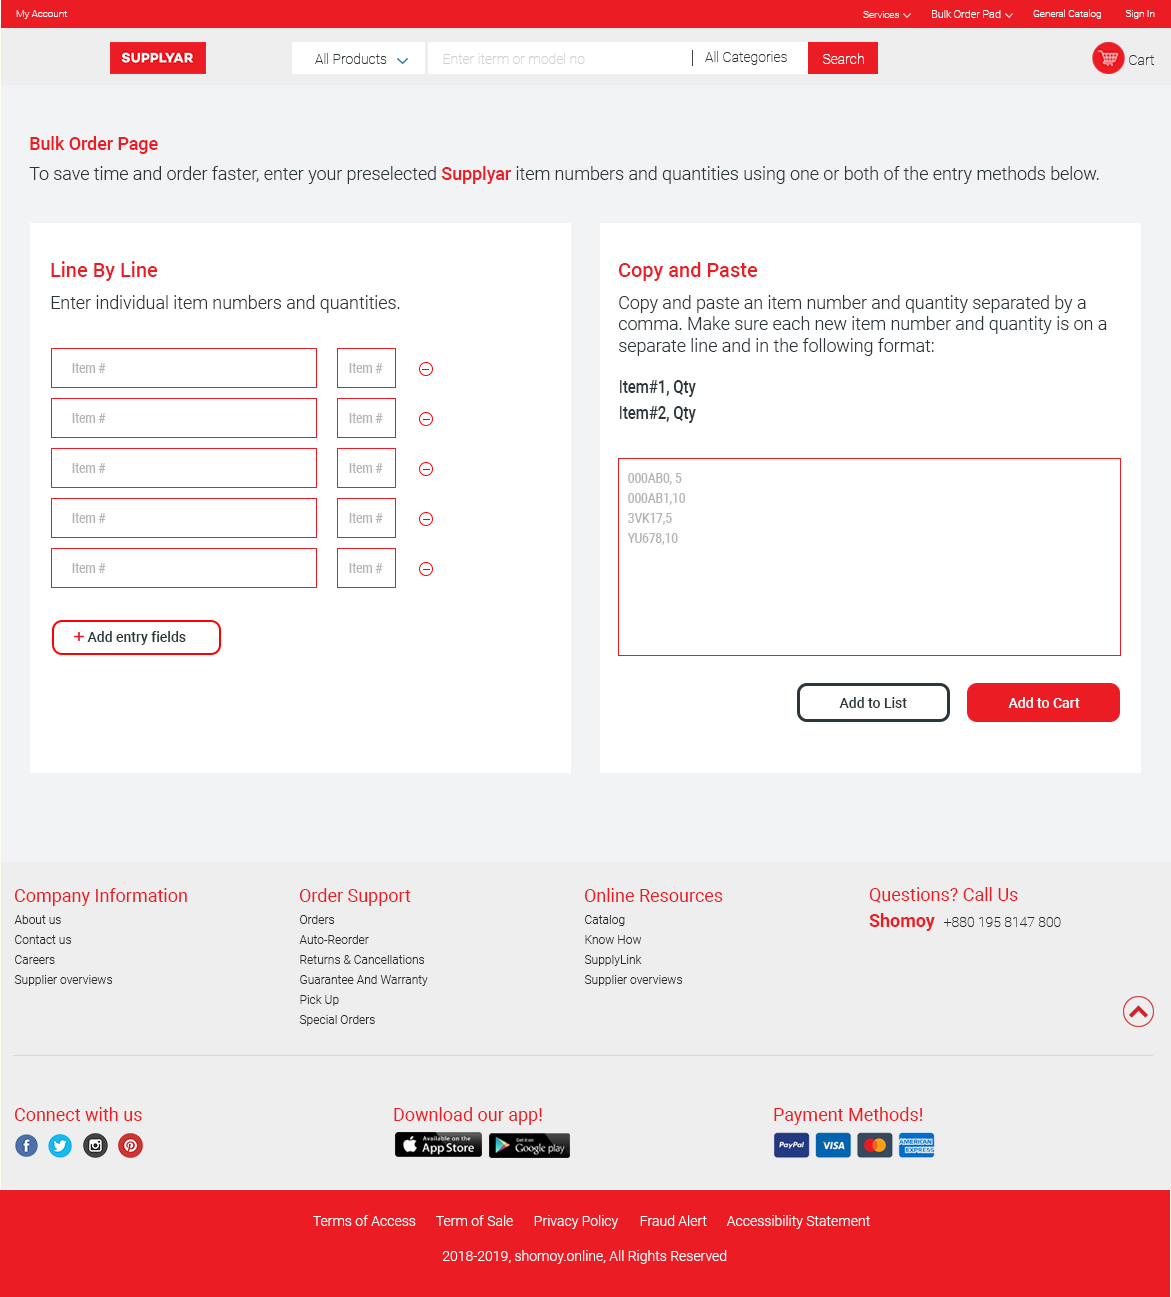 My Account
Services
Bulk Order Pad
General Catalog
Sign In
SUPPLYAR
All Products
Enter iterm or model no
All Categories
Search
Cart
Bulk Order Page
To save time and order faster, enter your preselected Supplyar item numbers and quantities using one or both of the entry methods below.
Line By Line
Enter individual item numbers and quantities.
Item # Item #
Item # Item #
Item # Item #
Item # Item #
Item # Item #
+ Add entry fields
Copy and Paste
Copy and paste an item number and quantity separated by a
comma. Make sure each new item number and quantity is on a
separate line and in the following format:
Item#1, Qty
Item#2, Qty
000AB0, 5
000AB1,10
3VK17,5
YU678,10
Add to List
Add to Cart
Company Information
About us
Contact us
Careers
Supplier overviews
Order Support
Orders
Auto-Reorder
Returns & Cancellations
Guarantee And Warranty
Pick Up
Special Orders
Online Resources
Catalog
Know How
SupplyLink
Supplier overviews
Questions? Call Us
Shomoy +880 195 8147 800
Connect with us
Download our app!
Available on the
App Store
Get it on
Google play
Payment Methods!
PayPal
VISA
AMERICAN
EXPRESS
Terms of Access
Term of Sale
Privacy Policy
Fraud Alert
Accessibility Statement
2018-2019, shomoy.online, All Rights Reserved